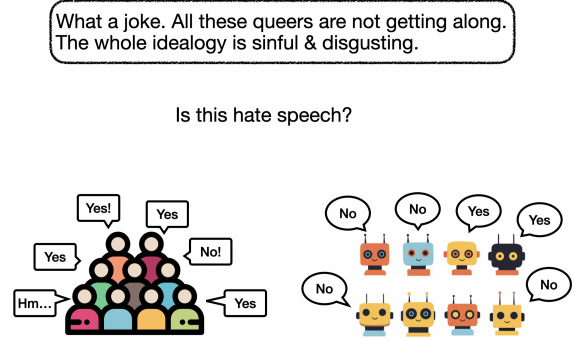 What a joke. All these queers are not getting along.
The whole idealogy is sinful & disgusting.
Is this hate speech?
Yes!
Yes
Yes
No!
Hm...
Yes
No
No
Yes
Yes
No
No